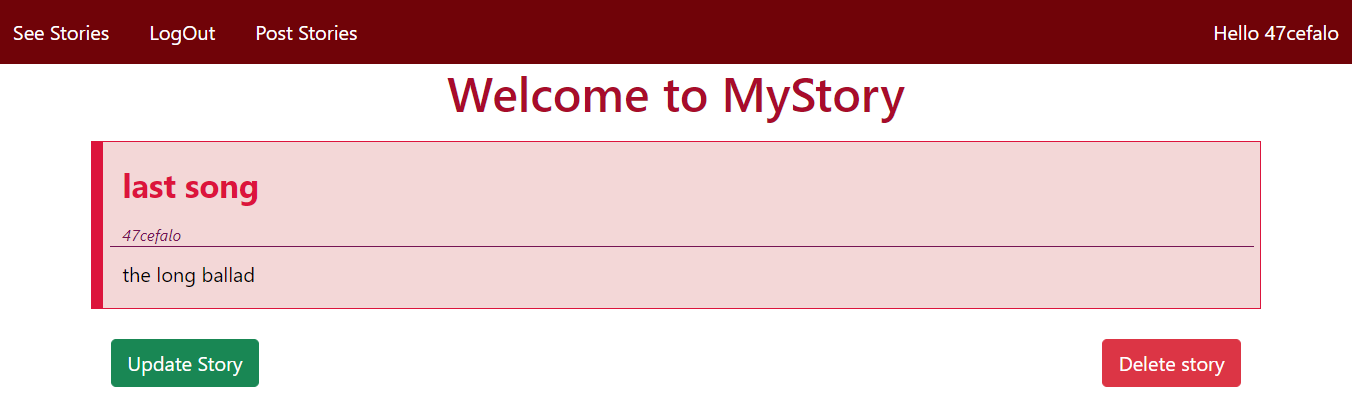 See Stories LogOut Post Stories Hello 47cefalo
Welcome to MyStory
last song
47cefalo
the long ballad
Update Story Delete story